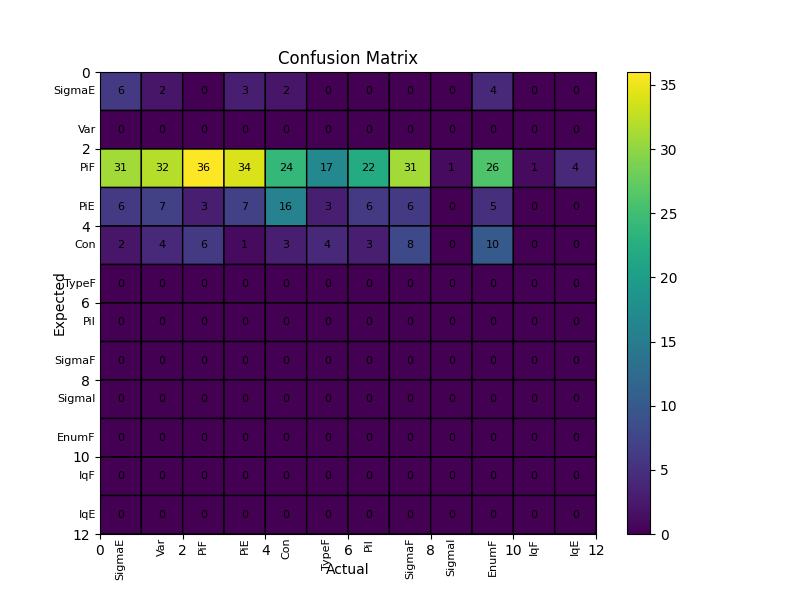 Confusion Matrix
0
SigmaE 6 2 0 3 2 0 0 0 0 4 0 0
Var 0 0 0 0 0 0 0 0 0 0 0 0
2
PiF 31 32 36 34 24 17 22 31 1 26 1 4
PiE 6 7 3 7 16 3 6 6 0 5 0 0
4
Con 2 4 6 1 3 4 3 8 0 10 0 0
TypeF 0 0 0 0 0 0 0 0 0 0 0 0
6
PiI 0 0 0 0 0 0 0 0 0 0 0 0
SigmaF 0 0 0 0 0 0 0 0 0 0 0 0
8
SigmaI 0 0 0 0 0 0 0 0 0 0 0 0
EnumF 0 0 0 0 0 0 0 0 0 0 0 0
10
IqF 0 0 0 0 0 0 0 0 0 0 0 0
IqE 0 0 0 0 0 0 0 0 0 0 0 0
12
Expected
0 2 4 6 8 10 12
SigmaE Var PiF PiE Con TypeF PiI SigmaF SigmaI EnumF IqF IqE
Actual
35
30
25
20
15
10
5
0